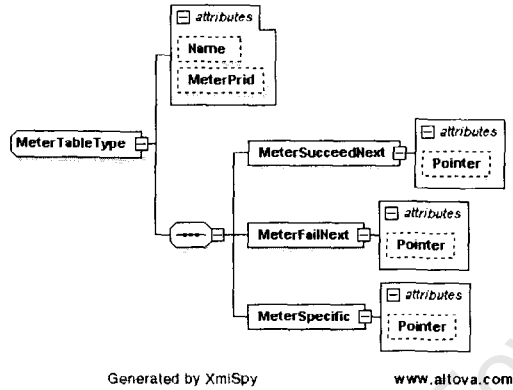 attributes
Name
MeterPrid
MeterTableType
MeterSucceedNext
attributes
Pointer
MeterFailNext
attributes
Pointer
MeterSpecific
attributes
Pointer
Generated by XmlSpy
www.altova.com